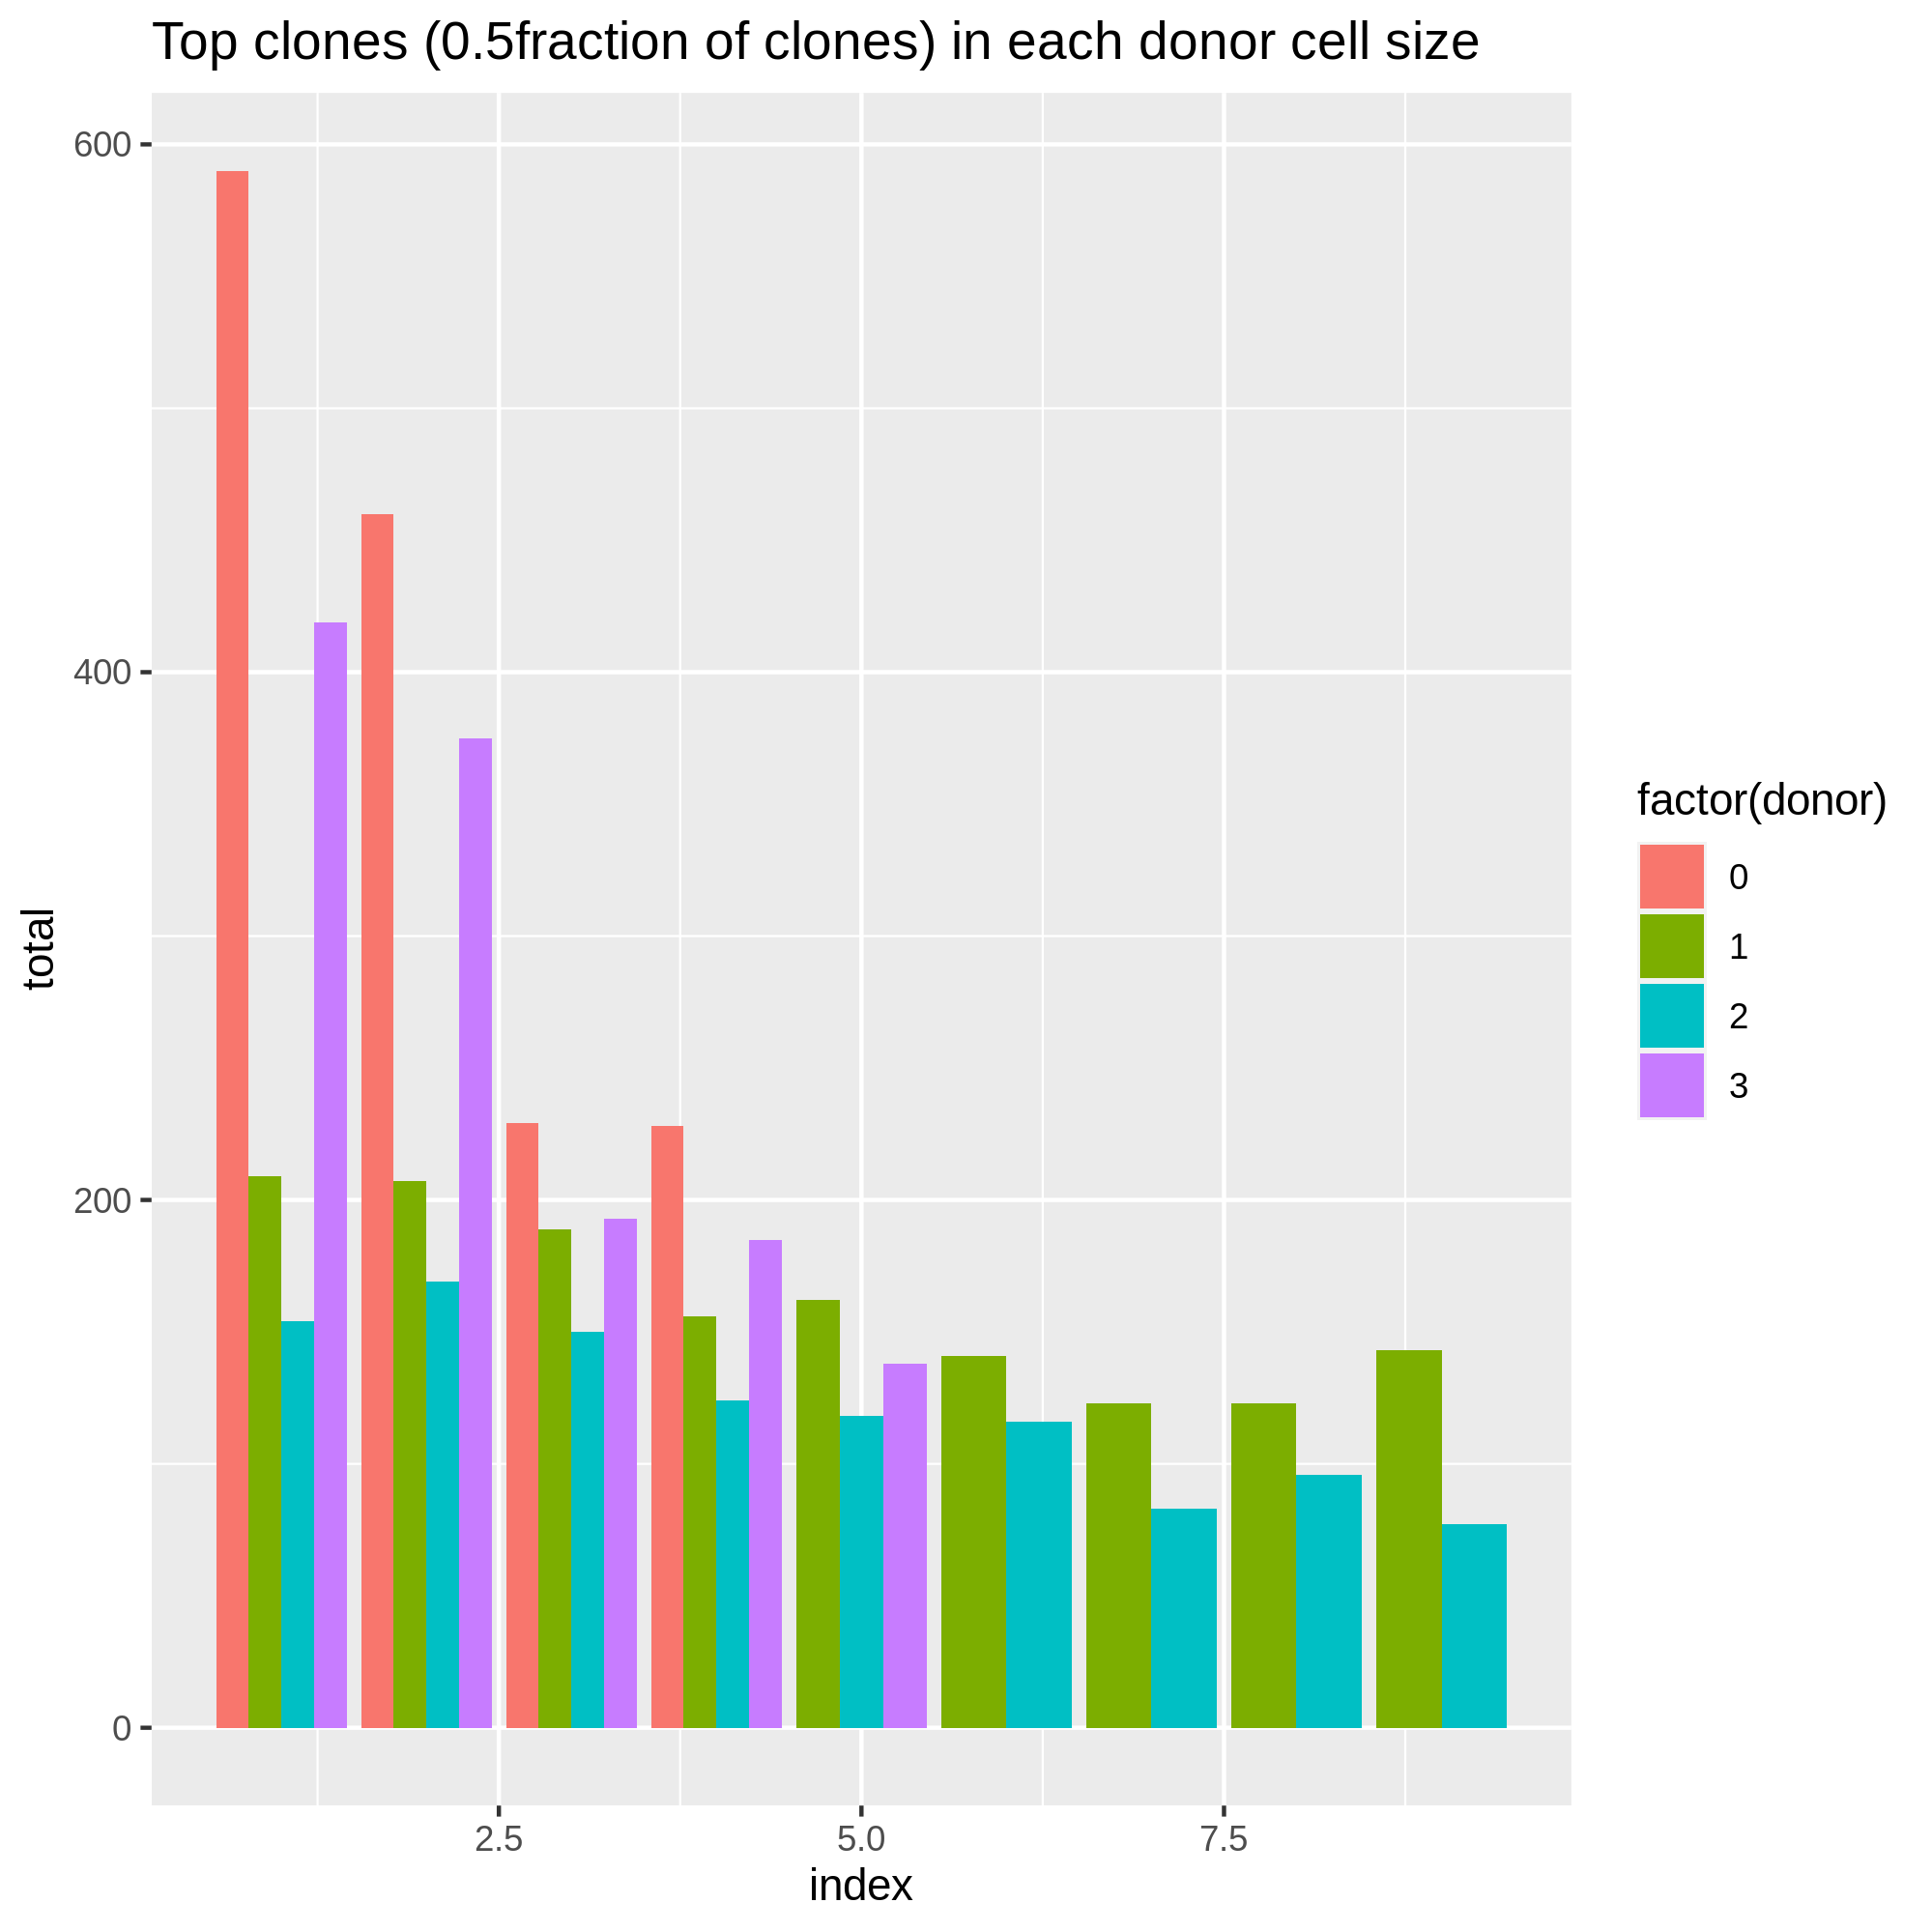 Top clones (0.5fraction of clones) in each donor cell size
600
400
200
0
total
2.5
5.0
7.5
index
factor(donor)
0
1
2
3